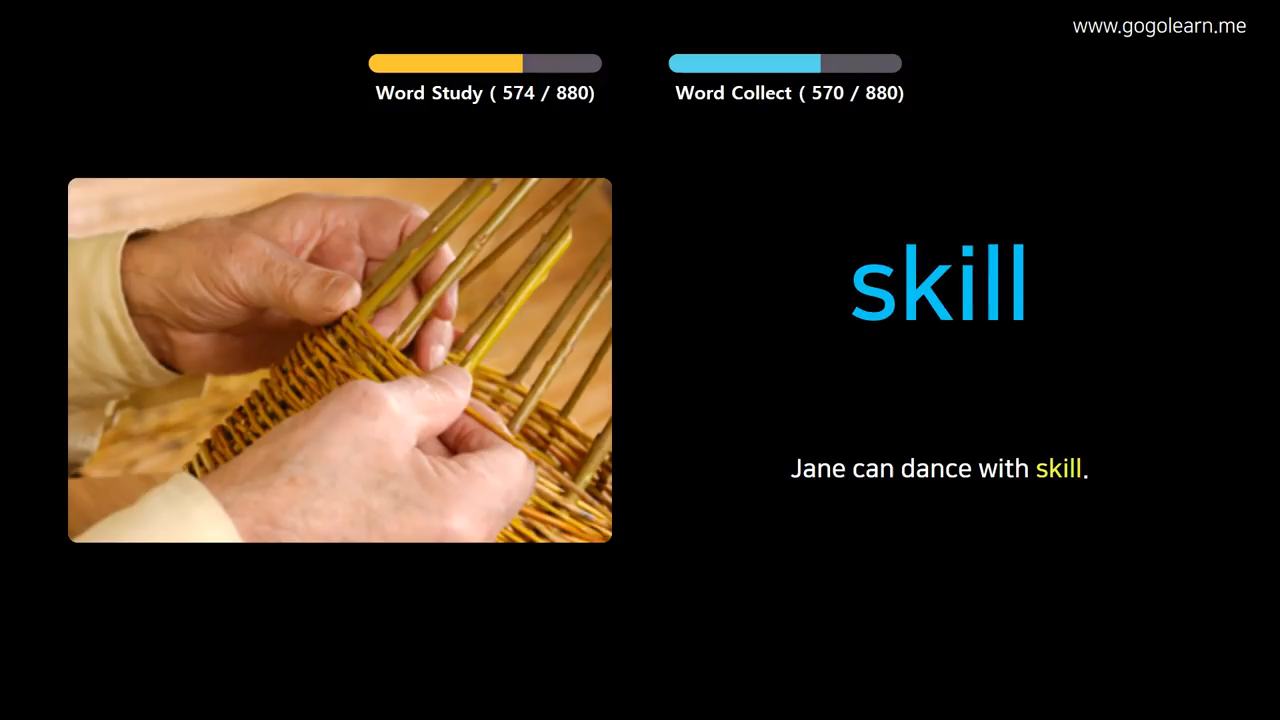 www.gogolearn.me
Word Study ( 574 / 880)
Word Collect ( 570 / 880)
skill
Jane can dance with skill.